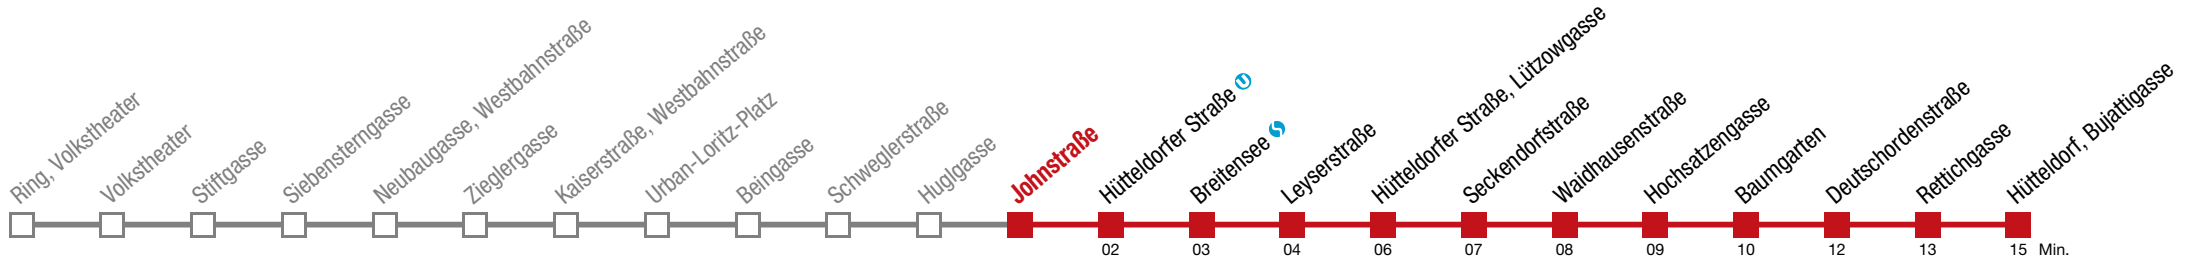 Ring, Volkstheater
Volkstheater
Stiftgasse
Siebensterngasse
Neubaugasse, Westbahnstraße
Zieglergasse
Kaiserstraße, Westbahnstraße
Urban-Loritz-Platz
Beingasse
Schweglerstraße
Huglgasse
Johnstraße
Hütteldorfer Straße U
Breitensee S
Leyserstraße
Hütteldorfer Straße, Lützowgasse
Seckendorfstraße
Waidhausenstraße
Hochsatzengasse
Baumgarten
Deutschordenstraße
Rettichgasse
Hütteldorf, Bujattigasse
02 03 04 06 07 08 09 10 12 13 15 Min.